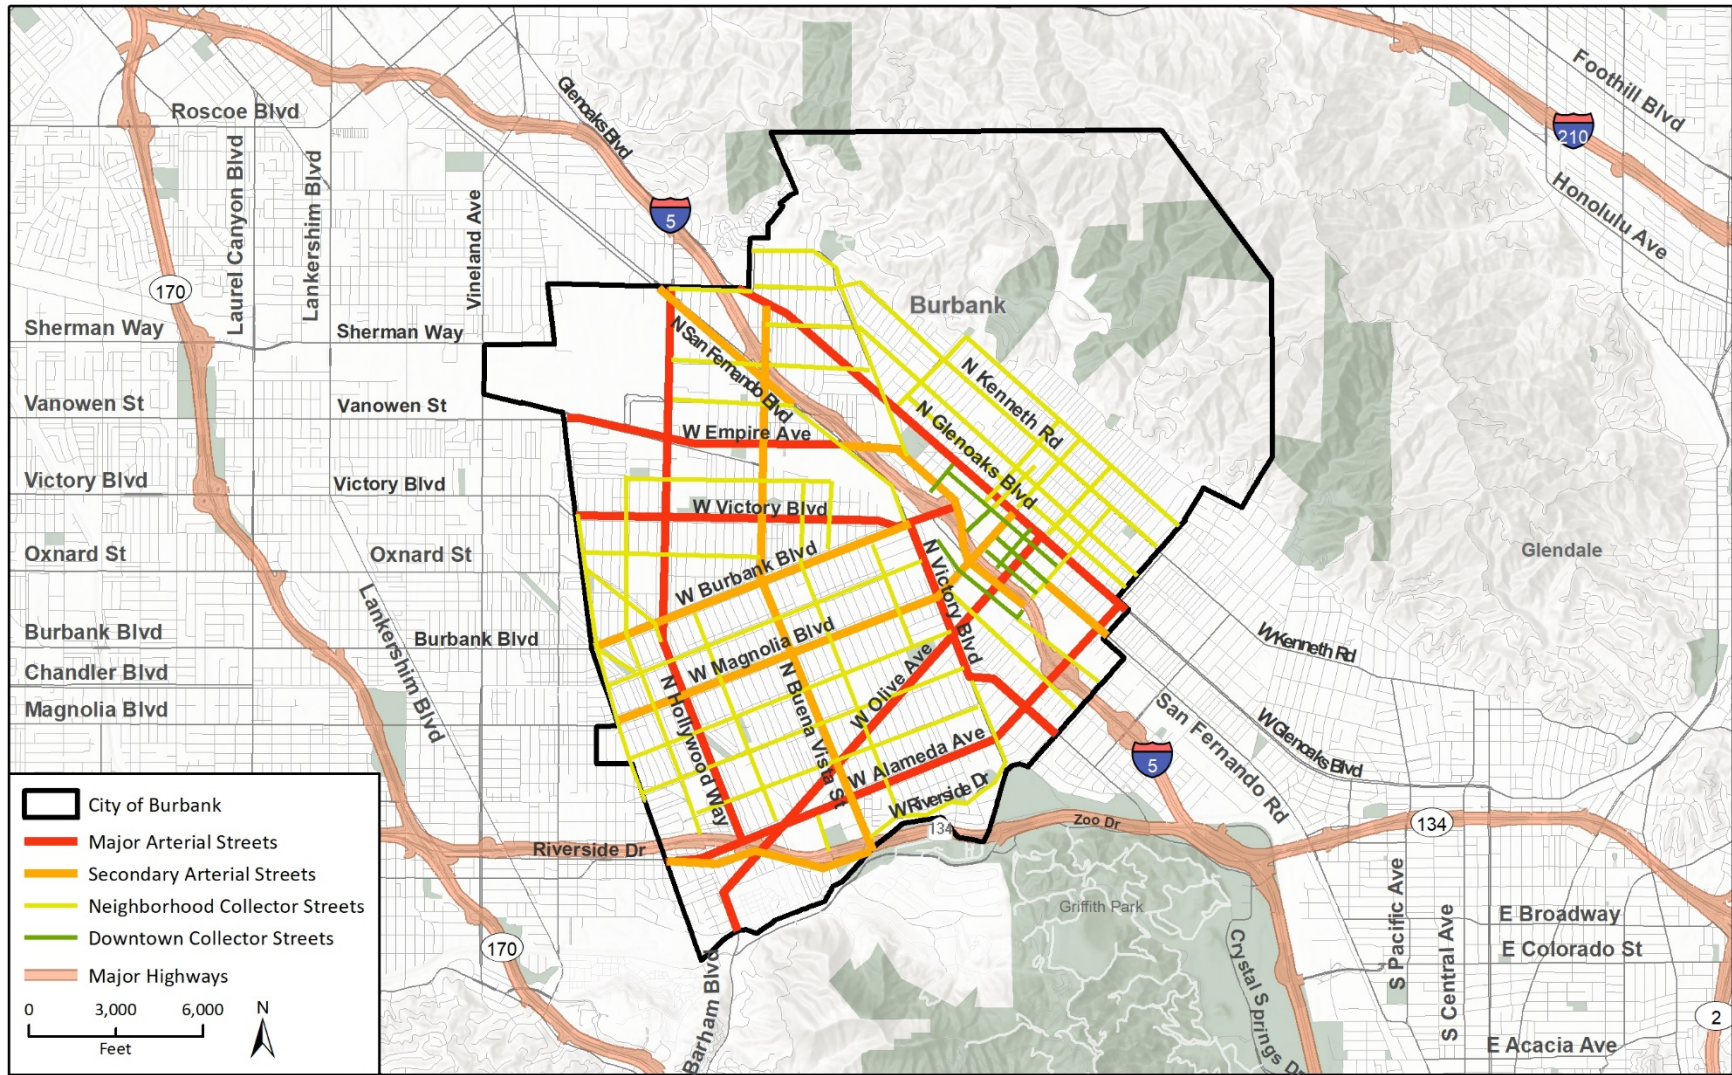 Foothill Blvd
Glenoaks Blvd
Roscoe Blvd
210
Laurel Canyon Blvd
Lankershim Blvd
Vineland Ave
Honolulu Ave
5
170
Burbank
Sherman Way
Sherman Way
N San Fernando Blvd
N Kenneth Rd
Vanowen St
Vanowen St
W Empire Ave
N Glenoaks Blvd
Victory Blvd
Victory Blvd
W Victory Blvd
Oxnard St
Oxnard St
Glendale
W Burbank Blvd
N Victory Blvd
Lankershim Blvd
Burbank Blvd
Burbank Blvd
W Magnolia Blvd
W Kenneth Rd
Chandler Blvd
N Hollywood Way
N Buena Vista St
W Olive Ave
Magnolia Blvd
San Fernando Rd
W Glenoaks Blvd
W Alameda Ave
5
W Riverside Dr
134
Zoo Dr
134
Riverside Dr
City of Burbank
Major Arterial Streets
Secondary Arterial Streets
Neighborhood Collector Streets
Downtown Collector Streets
Major Highways
0 3,000 6,000
Feet
N
170
Barham Blvd
Griffith Park
Crystal Springs Dr
S Pacific Ave
S Central Ave
E Broadway
E Colorado St
2
E Acacia Ave